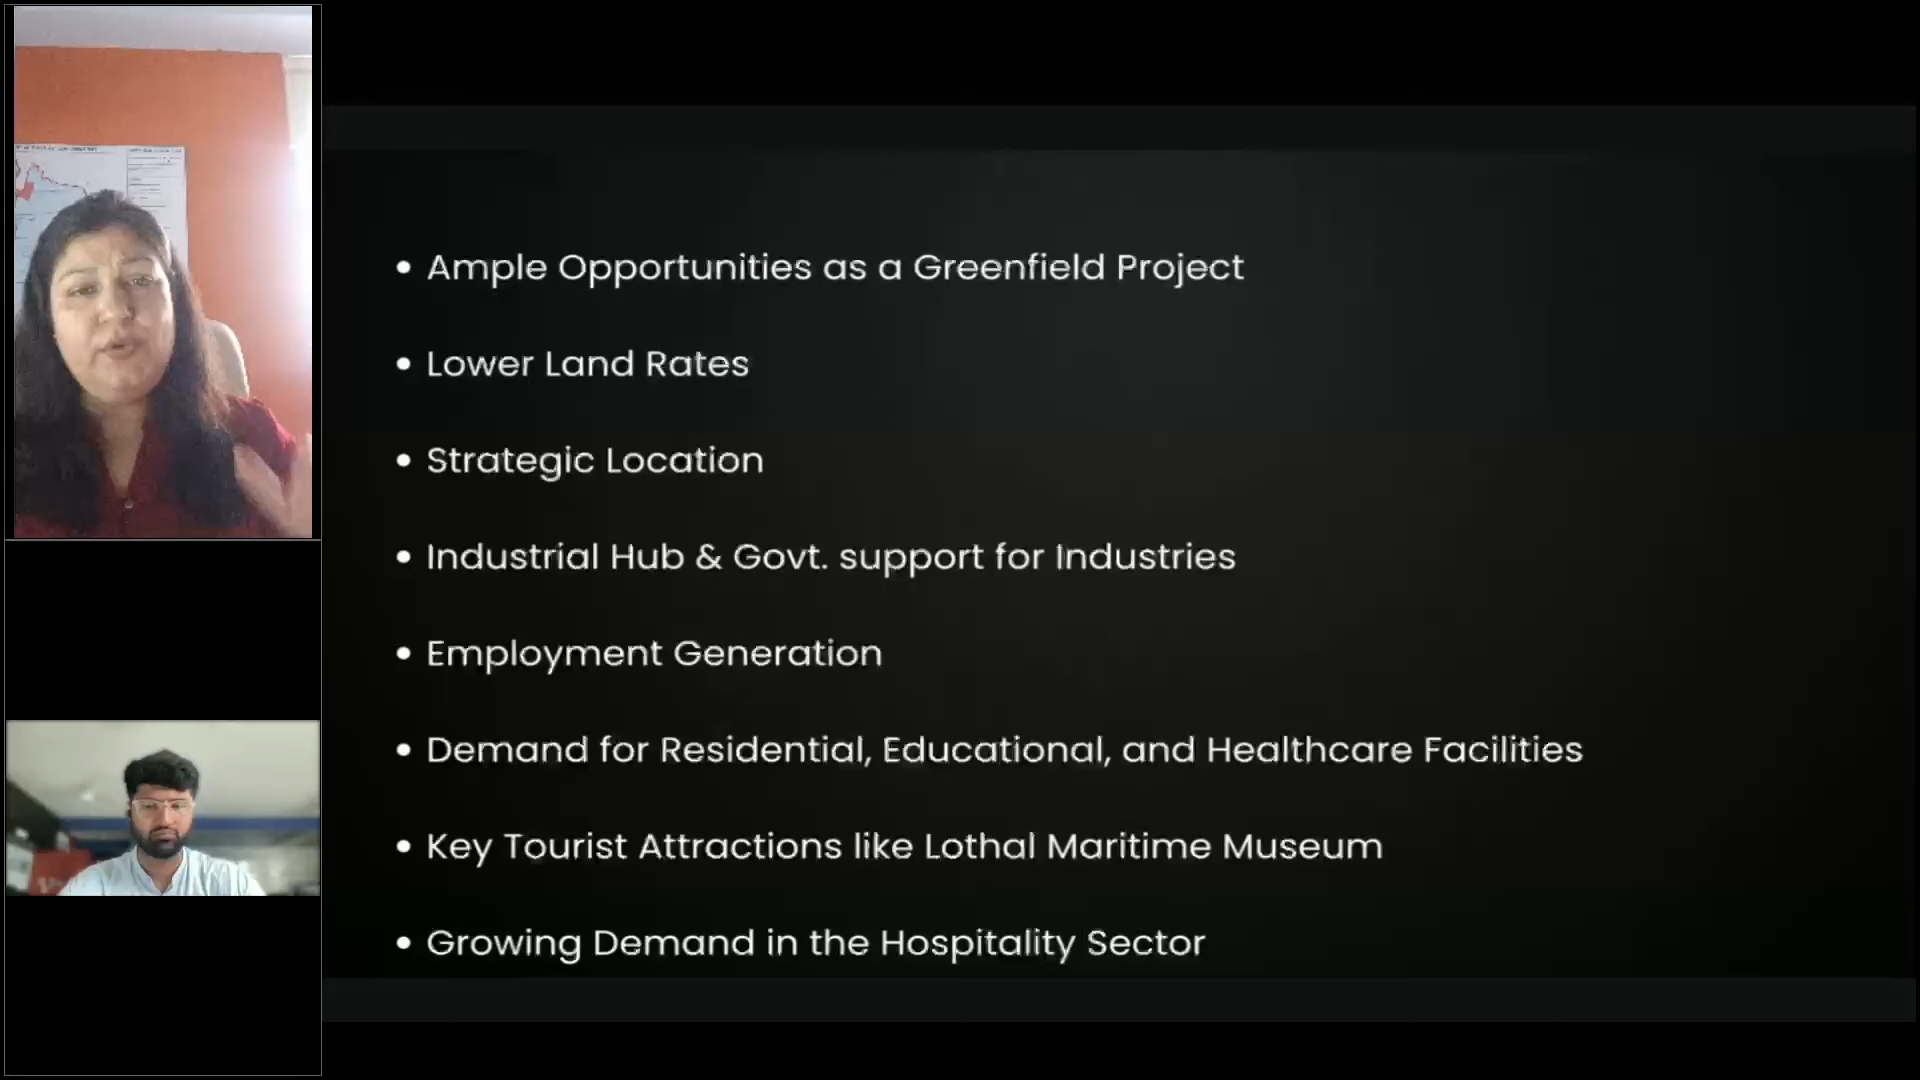 • Ample Opportunities as a Greenfield Project
• Lower Land Rates
• Strategic Location
• Industrial Hub & Govt. support for Industries
• Employment Generation
• Demand for Residential, Educational, and Healthcare Facilities
• Key Tourist Attractions like Lothal Maritime Museum
• Growing Demand in the Hospitality Sector